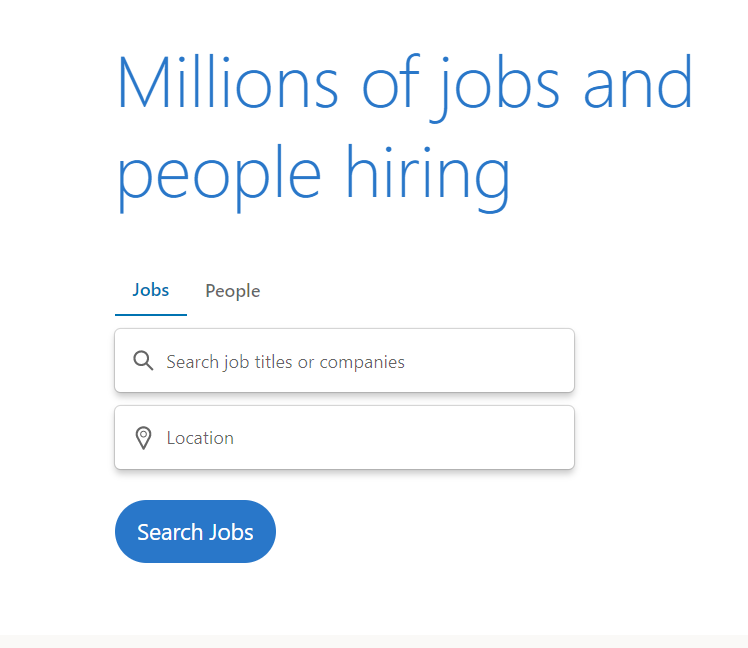 Millions of jobs and
people hiring
Jobs People
Search job titles or companies
Location
Search Jobs